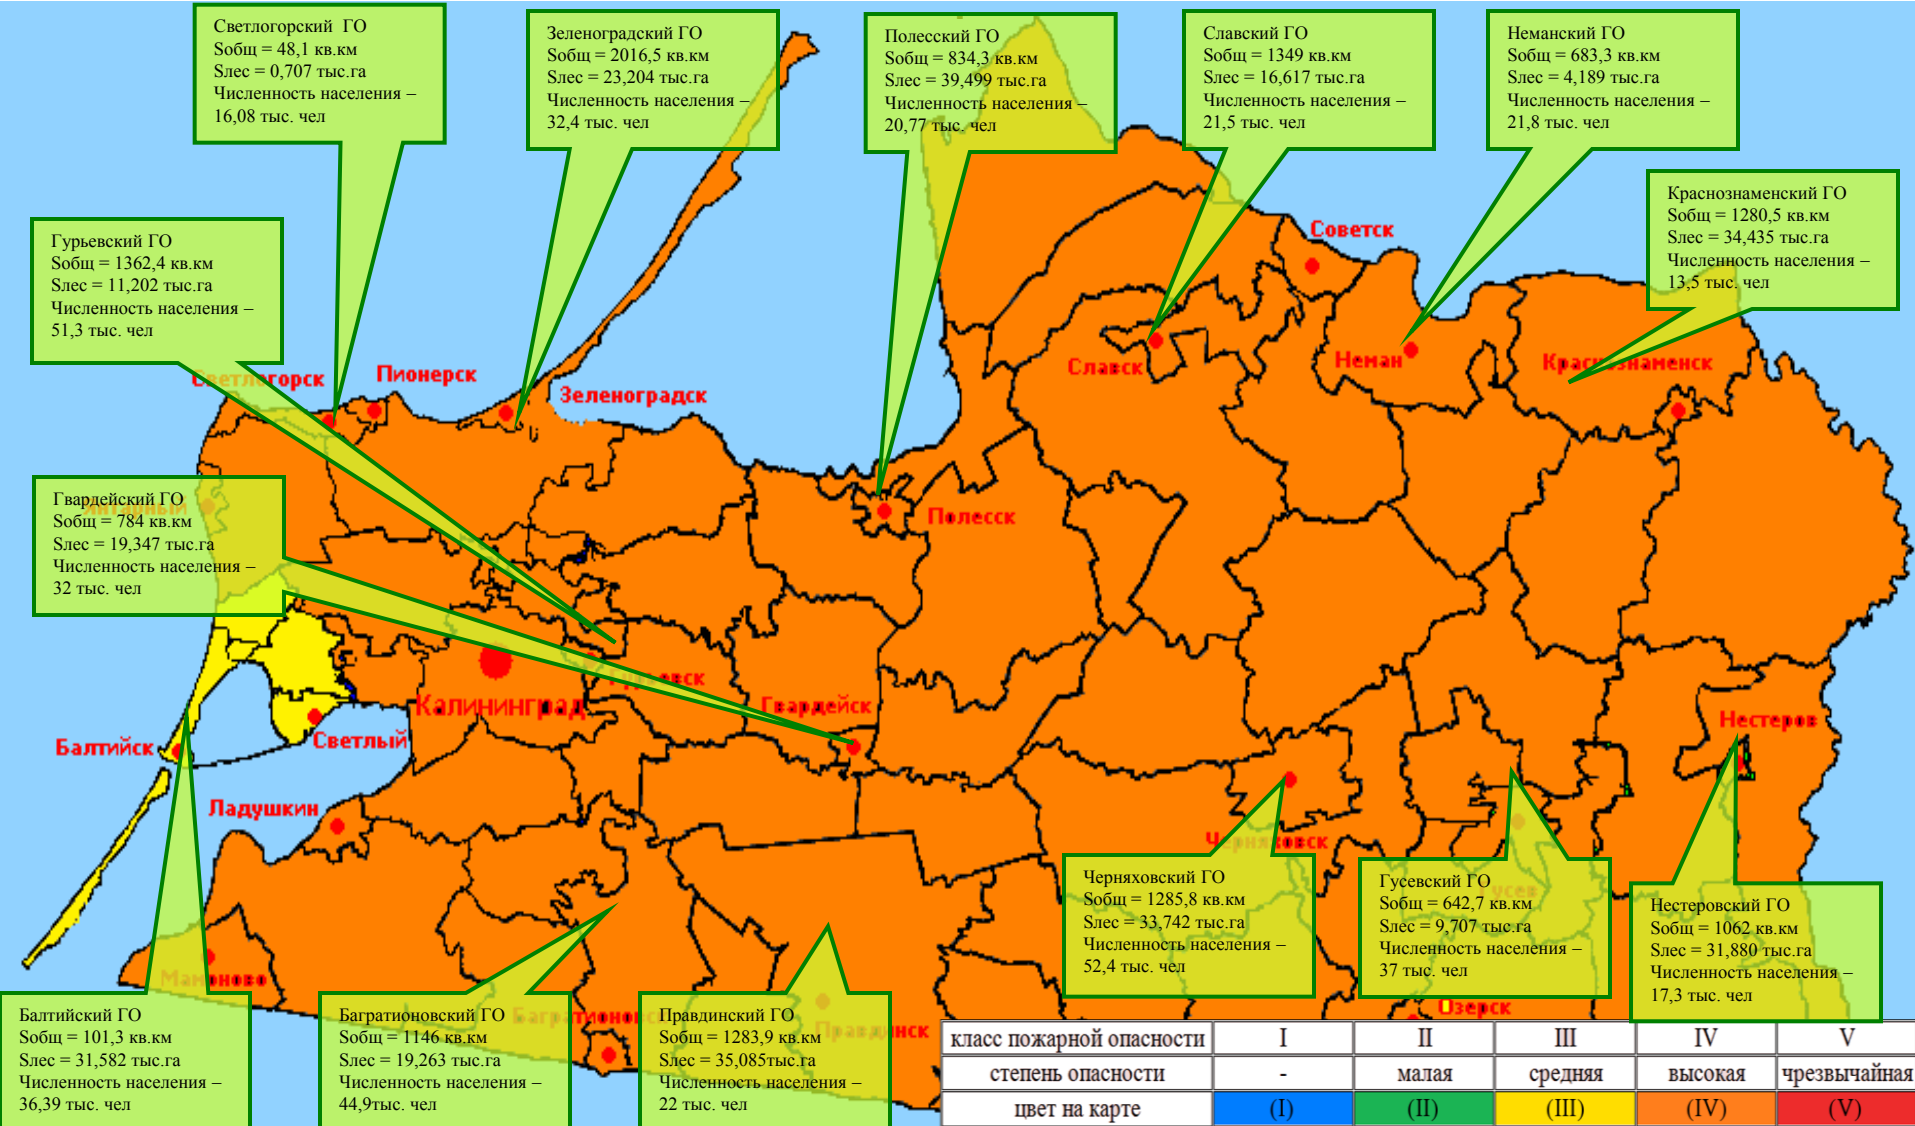 Светлогорский ГО
Sобщ = 48,1 кв.км
Sлес = 0,707 тыс.га
Численность населения –
16,08 тыс. чел
Зеленоградский ГО
Sобщ = 2016,5 кв.км
Sлес = 23,204 тыс.га
Численность населения –
32,4 тыс. чел
Полесский ГО
Sобщ = 834,3 кв.км
Sлес = 39,499 тыс.га
Численность населения –
20,77 тыс. чел
Славский ГО
Sобщ = 1349 кв.км
Sлес = 16,617 тыс.га
Численность населения –
21,5 тыс. чел
Неманский ГО
Sобщ = 683,3 кв.км
Sлес = 4,189 тыс.га
Численность населения –
21,8 тыс. чел
Краснознаменский ГО
Sобщ = 1280,5 кв.км
Sлес = 34,435 тыс.га
Численность населения –
13,5 тыс. чел
Гурьевский ГО
Sобщ = 1362,4 кв.км
Sлес = 11,202 тыс.га
Численность населения –
51,3 тыс. чел
Советск
Светлогорск
Пионерск
Зеленоградск
Славск
Неман
Краснознаменск
Гвардейский ГО
Sобщ = 784 кв.км
Sлес = 19,347 тыс.га
Численность населения –
32 тыс. чел
Янтарный
Полесск
Гурьевск
Калининград
Гвардейск
Нестеров
Балтийск
Светлый
Ладушкин
Черняховск
Черняховский ГО
Sобщ = 1285,8 кв.км
Sлес = 33,742 тыс.га
Численность населения –
52,4 тыс. чел
Гусевский ГО
Sобщ = 642,7 кв.км
Sлес = 9,707 тыс.га
Численность населения –
37 тыс. чел
Гусев
Нестеровский ГО
Sобщ = 1062 кв.км
Sлес = 31,880 тыс.га
Численность населения –
17,3 тыс. чел
Мамоново
Багратионовск
Правдинск
Озерск
Балтийский ГО
Sобщ = 101,3 кв.км
Sлес = 31,582 тыс.га
Численность населения –
36,39 тыс. чел
Багратионовский ГО
Sобщ = 1146 кв.км
Sлес = 19,263 тыс.га
Численность населения –
44,9тыс. чел
Правдинский ГО
Sобщ = 1283,9 кв.км
Sлес = 35,085тыс.га
Численность населения –
22 тыс. чел
класс пожарной опасности I II III IV V
степень опасности - малая средняя высокая чрезвычайная
цвет на карте (I) (II) (III) (IV) (V)